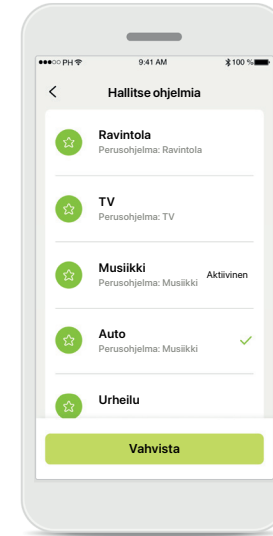 PH 9:41 AM 100 %
Hallitse ohjelmia
Ravintola
Perusohjelma: Ravintola
TV
Perusohjelma: TV
Musiikki
Perusohjelma: Musiikki Aktiivinen
Auto
Perusohjelma: Musiikki
Urheilu
Vahvista